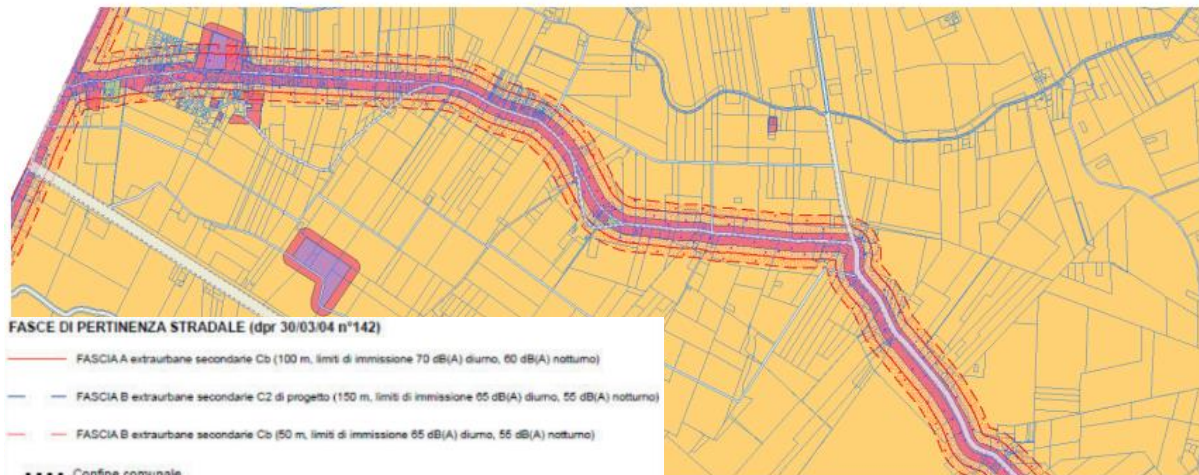 FASCE DI PERTINENZA STRADALE (dpr 30/03/04 n°142)
FASCIA A extraurbane secondarie Cb (100 m, limiti di immissione 70 dB(A) diurno, 60 dB(A) notturno)
FASCIA B extraurbane secondarie C2 di progetto (150 m, limiti di immissione 65 dB(A) diurno, 55 dB(A) notturno)
FASCIA B extraurbane secondarie Cb (50 m, limiti di immissione 65 dB(A) diurno, 55 dB(A) notturno)
Confine comunale